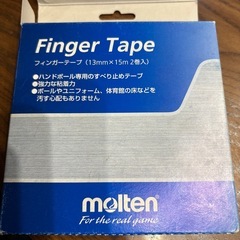 Finger Tape
フィンガーテープ（13mm×15m 2巻入）
●ハンドボール専用のすべり止めテープ
●強力な粘着力
●ボールやユニフォーム、体育館の床などを
汚す心配もありません
molten
For the real game